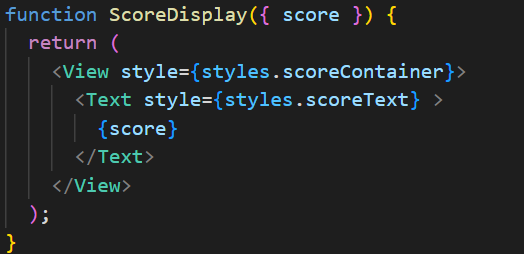 function ScoreDisplay({ score }) {
  return (
    <View style={styles.scoreContainer}>
      <Text style={styles.scoreText} >
        {score}
      </Text>
    </View>
  );
}